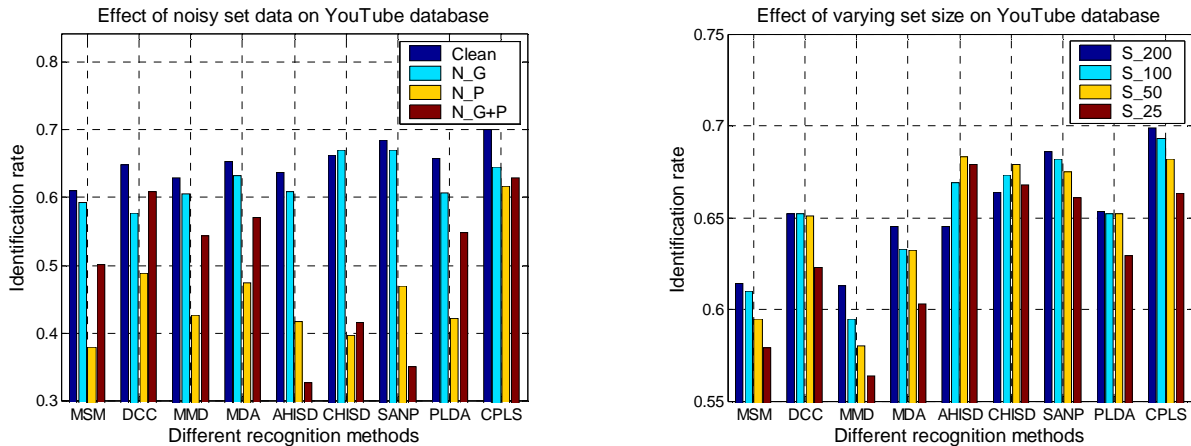 Effect of noisy set data on YouTube database
Identification rate
0.8
0.7
0.6
0.5
0.4
0.3
Clean
N_G
N_P
N_G+P
MSM DCC MMD MDA AHISD CHISD SANP PLDA CPLS
Different recognition methods
Effect of varying set size on YouTube database
Identification rate
0.75
0.7
0.65
0.6
0.55
S_200
S_100
S_50
S_25
MSM DCC MMD MDA AHISD CHISD SANP PLDA CPLS
Different recognition methods